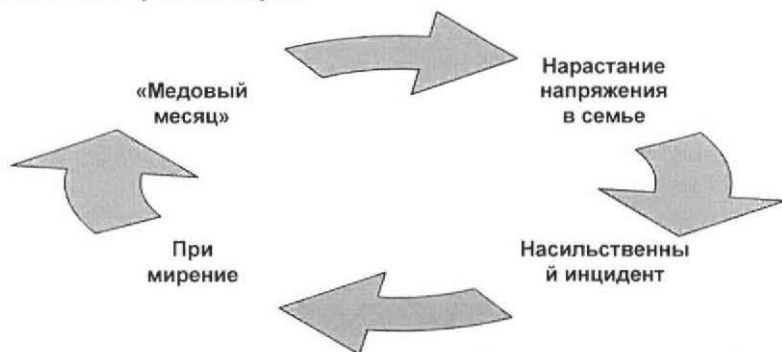 «Медовый
месяц»
Нарастание
напряжения
в семье
При
мирение
Насильственны
й инцидент